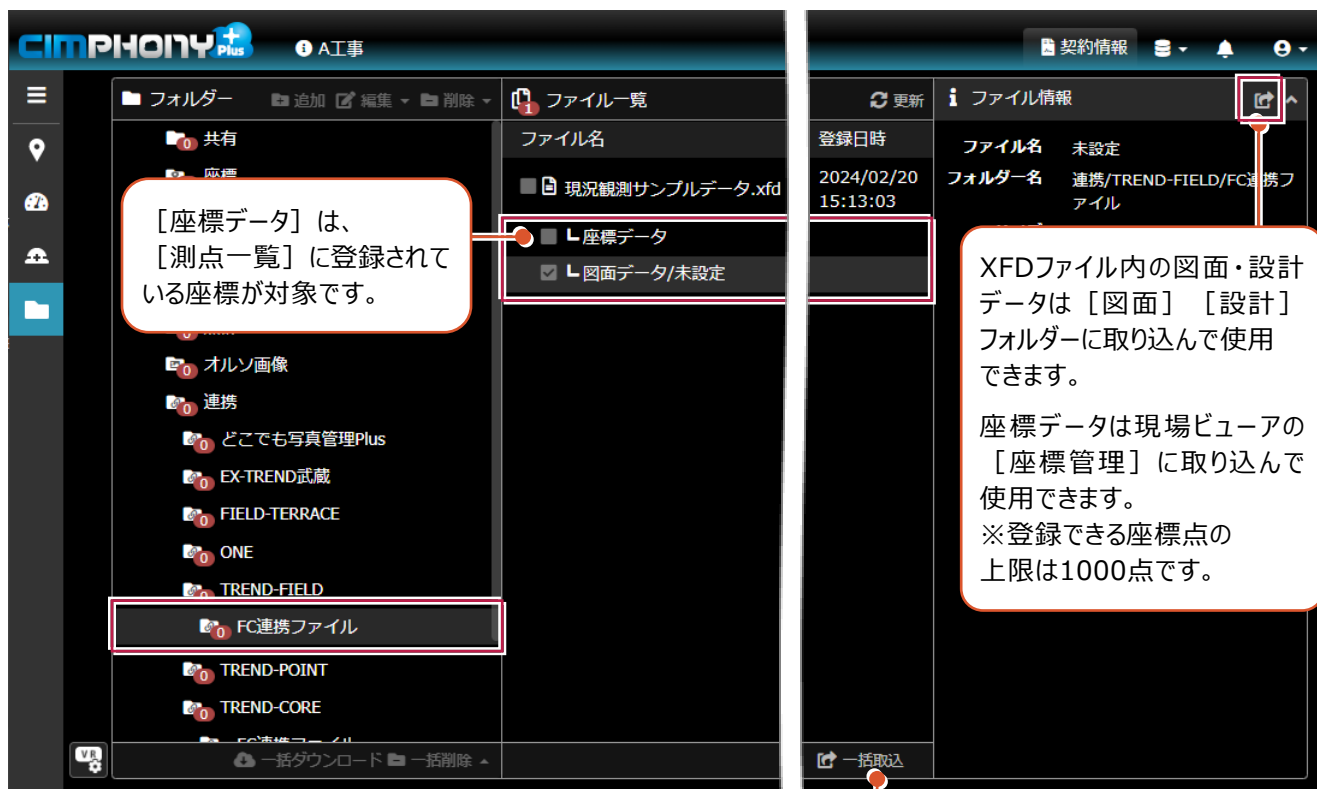 CIMPHONY Plus
A工事
契約情報
フォルダー
追加
編集
削除
共有
座標
オルソ画像
連携
どこでも写真管理Plus
EX-TREND武蔵
FIELD-TERRACE
ONE
TREND-FIELD
FC連携ファイル
TREND-POINT
TREND-CORE
FC連携ファイル
一括ダウンロード
一括削除
ファイル一覧
更新
ファイル名
登録日時
現況観測サンプルデータ.xfd
2024/02/20
15:13:03
┗座標データ
┗図面データ/未設定
一括取込
ファイル情報
ファイル名 未設定
フォルダー名 連携/TREND-FIELD/FC連携フ
ァイル
［座標データ］は、
［測点一覧］に登録されて
いる座標が対象です。
XFDファイル内の図面・設計
データは［図面］［設計］
フォルダーに取り込んで使用
できます。
座標データは現場ビューアの
［座標管理］に取り込んで
使用できます。
※登録できる座標点の
上限は1000点です。